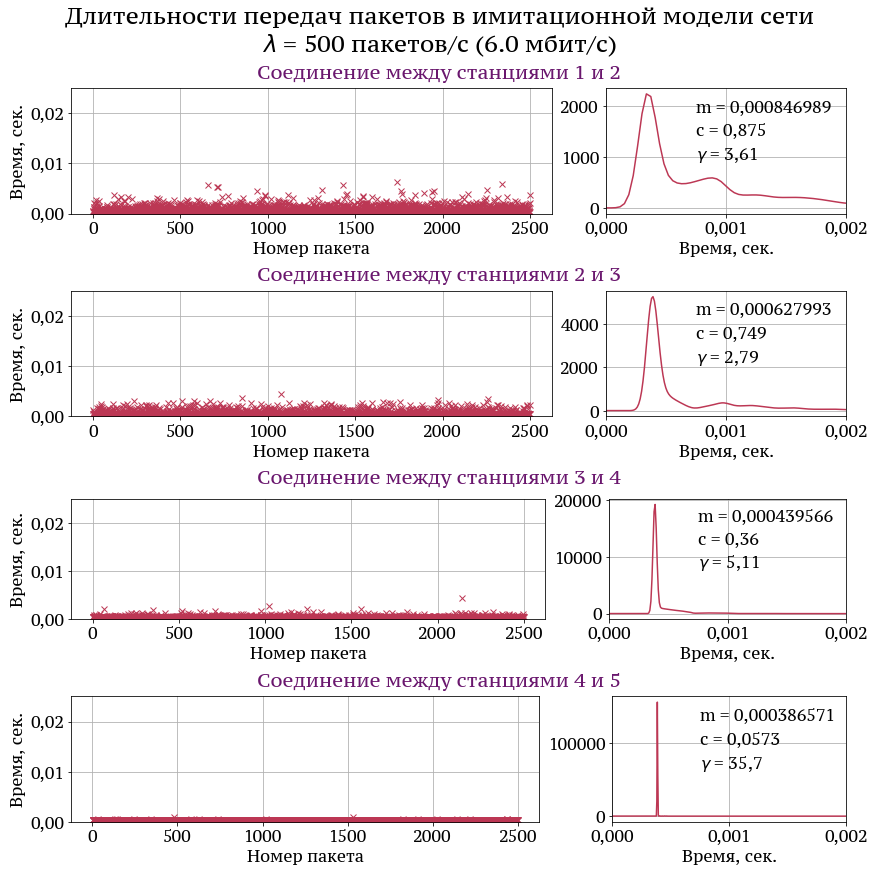 Длительности передач пакетов в имитационной модели сети
λ = 500 пакетов/с (6.0 мбит/с)
Соединение между станциями 1 и 2
Время, сек.
0,02
0,01
0,00
0
500
1000
1500
2000
2500
Номер пакета
2000
1000
0
m = 0,000846989
c = 0,875
γ = 3,61
0,000
0,001
0,002
Время, сек.
Соединение между станциями 2 и 3
Время, сек.
0,02
0,01
0,00
0
500
1000
1500
2000
2500
Номер пакета
4000
2000
0
m = 0,000627993
c = 0,749
γ = 2,79
0,000
0,001
0,002
Время, сек.
Соединение между станциями 3 и 4
Время, сек.
0,02
0,01
0,00
0
500
1000
1500
2000
2500
Номер пакета
20000
10000
0
m = 0,000439566
c = 0,36
γ = 5,11
0,000
0,001
0,002
Время, сек.
Соединение между станциями 4 и 5
Время, сек.
0,02
0,01
0,00
0
500
1000
1500
2000
2500
Номер пакета
100000
0
m = 0,000386571
c = 0,0573
γ = 35,7
0,000
0,001
0,002
Время, сек.